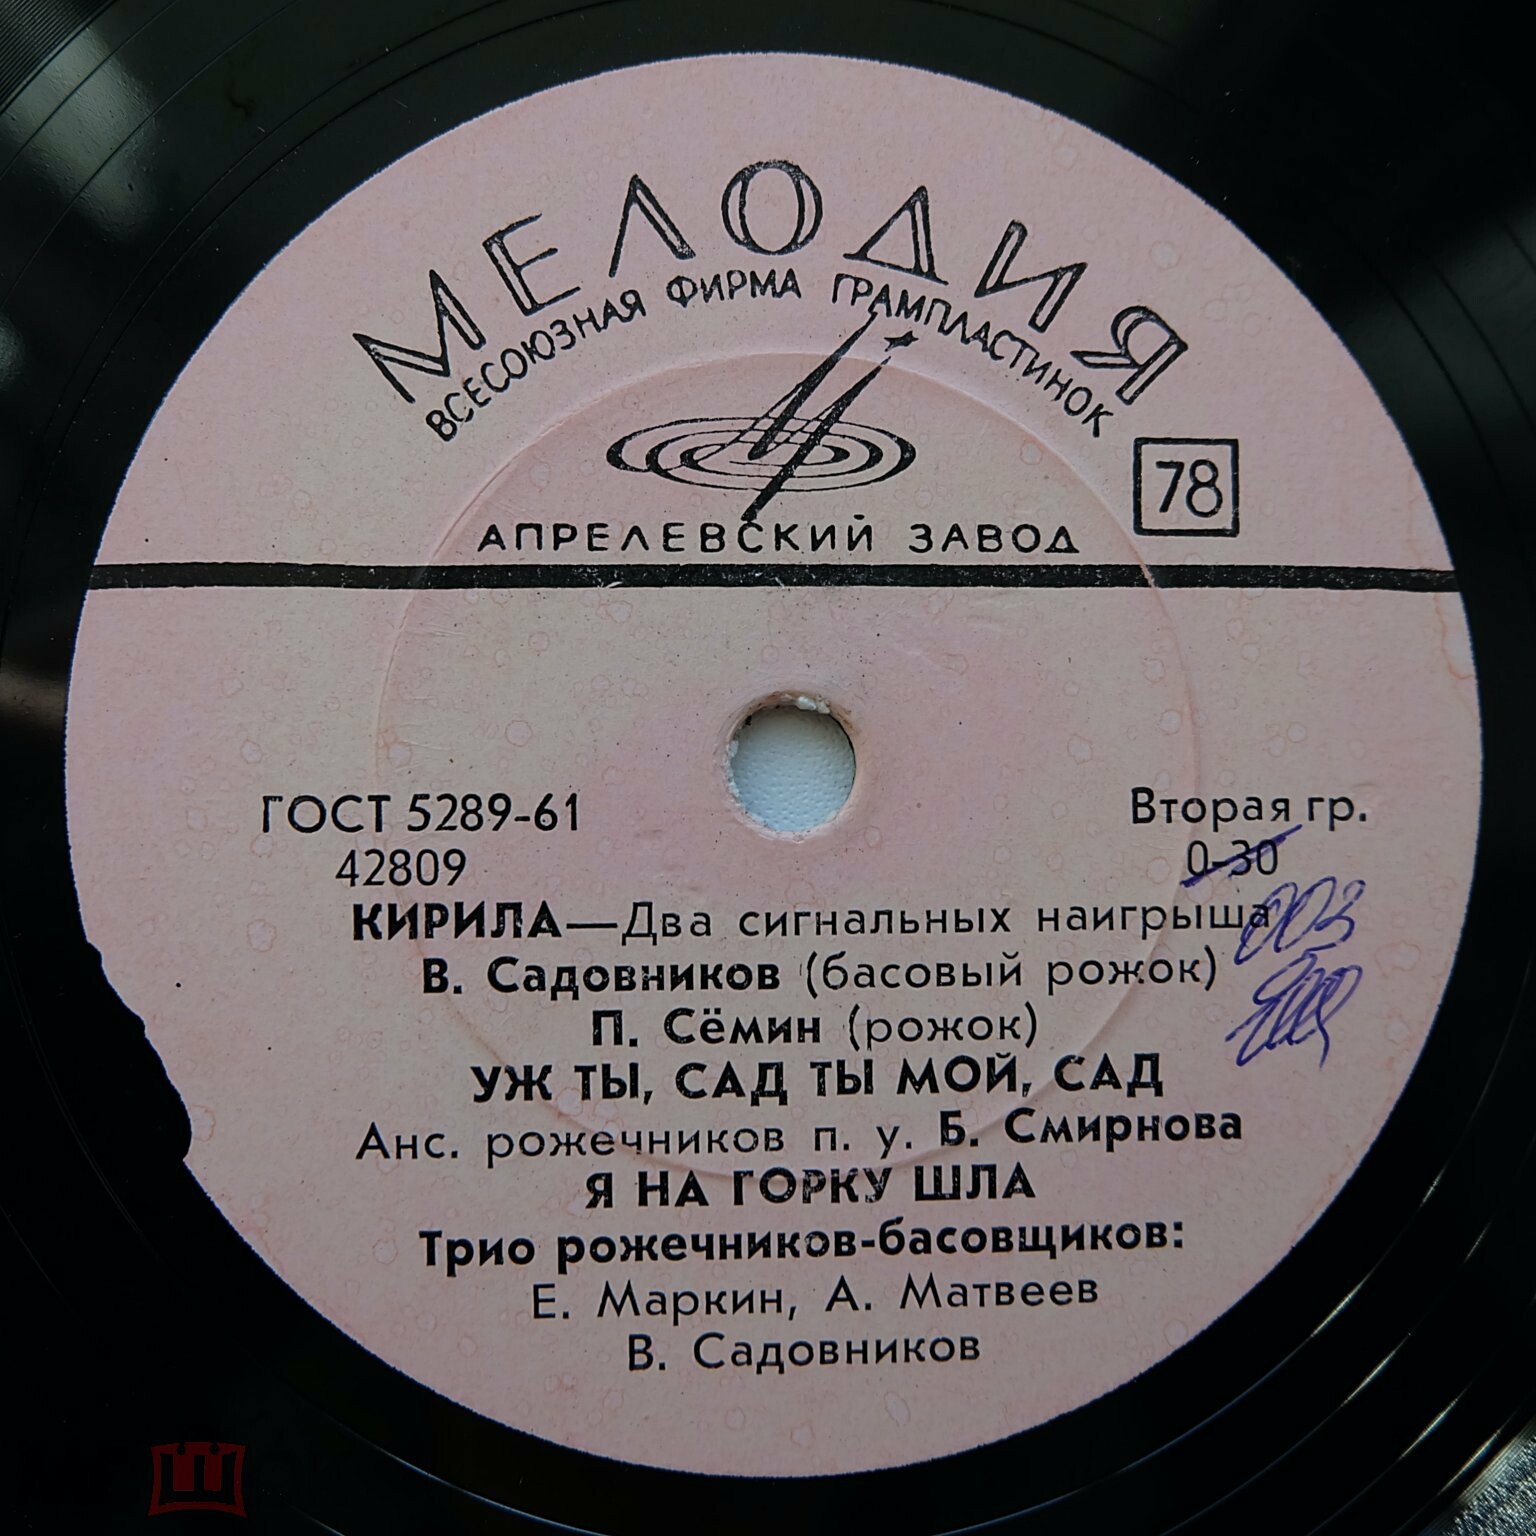 МЕЛОДИЯ
ВСЕСОЮЗНАЯ ФИРМА ГРАМПЛАСТИНОК
78
АПРЕЛЕВСКИЙ ЗАВОД
ГОСТ 5289-61
Вторая гр.
42809
0-30
003
КИРИЛА—Два сигнальных наигрыша
В. Садовников (басовый рожок)
П. Сёмин (рожок)
УЖ ТЫ, САД ТЫ МОЙ, САД
Анс. рожечников п. у. Б. Смирнова
Я НА ГОРКУ ШЛА
Трио рожечников-басовщиков:
Е. Маркин, А. Матвеев
В. Садовников